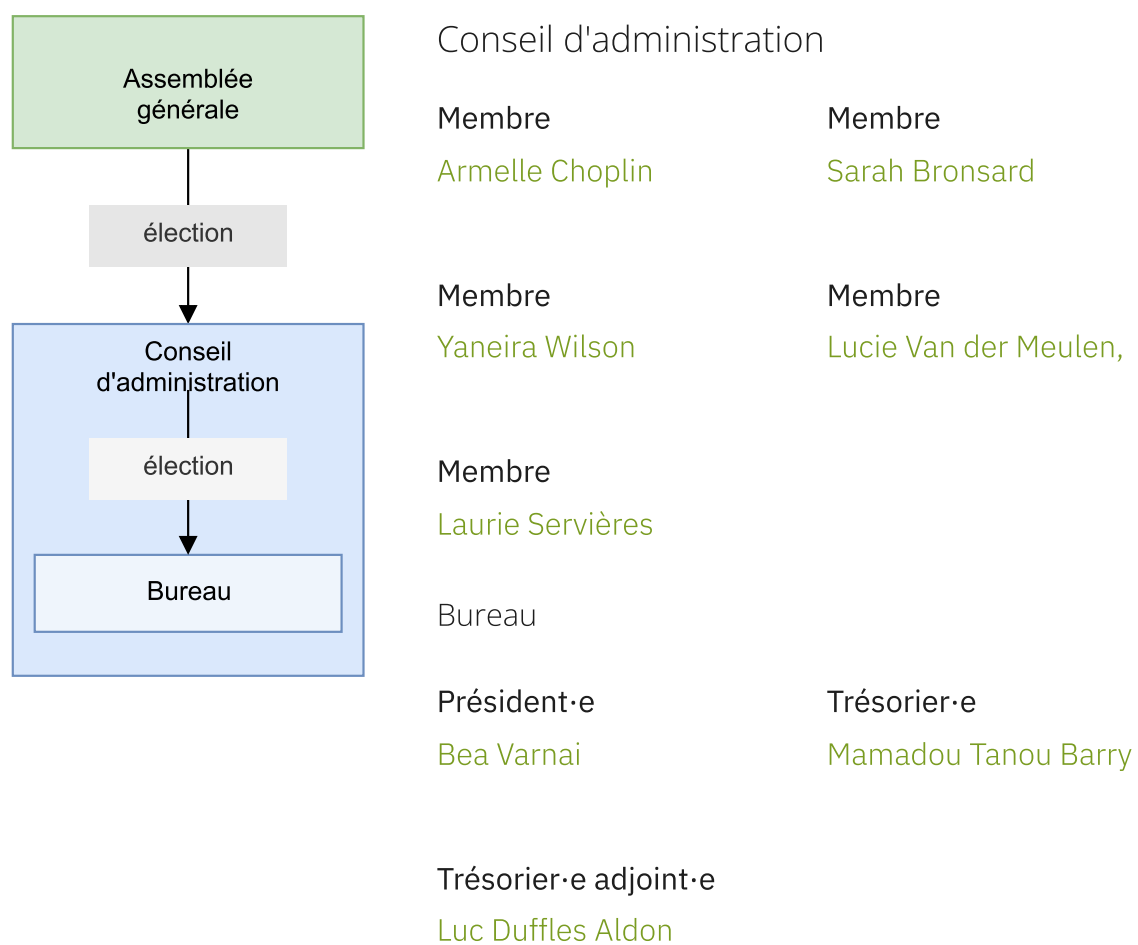 Assemblée
générale
élection
Conseil
d'administration
élection
Bureau
Conseil d'administration
Membre
Armelle Choplin
Membre
Sarah Bronsard
Membre
Yaneira Wilson
Membre
Lucie Van der Meulen,
Membre
Laurie Servières
Bureau
Président·e
Bea Varnai
Trésorier·e
Mamadou Tanou Barry
Trésorier·e adjoint·e
Luc Duffles Aldon